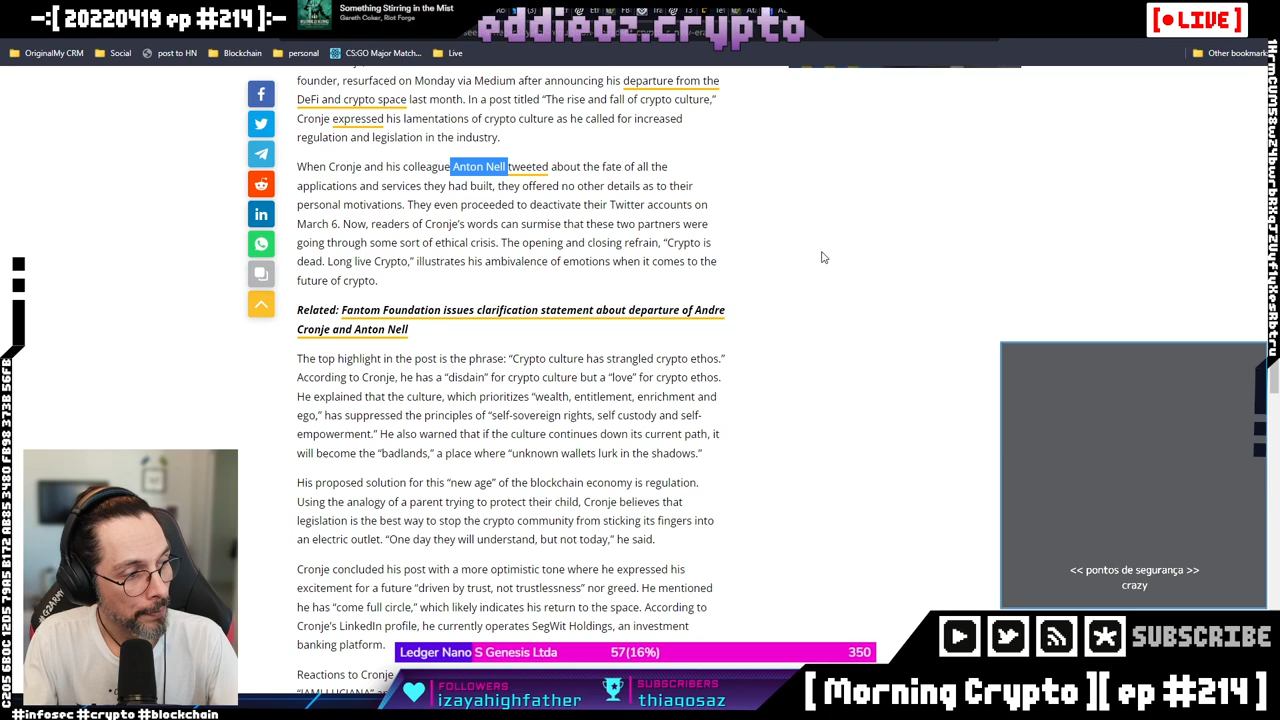 -:[ 20220419 ep #214 ]:-
Something Stirring in the Mist
Gareth Coker, Riot Forge
eddieoz.crypto
[ • LIVE ]
OriginalMy CRM
Social
post to HN
Blockchain
personal
CS:GO Major Match...
Live
Other bookmark
founder, resurfaced on Monday via Medium after announcing his departure from the
DeFi and crypto space last month. In a post titled “The rise and fall of crypto culture,”
Cronje expressed his lamentations of crypto culture as he called for increased
regulation and legislation in the industry.
When Cronje and his colleague Anton Nell tweeted about the fate of all the
applications and services they had built, they offered no other details as to their
personal motivations. They even proceeded to deactivate their Twitter accounts on
March 6. Now, readers of Cronje’s words can surmise that these two partners were
going through some sort of ethical crisis. The opening and closing refrain, “Crypto is
dead. Long live Crypto,” illustrates his ambivalence of emotions when it comes to the
future of crypto.
Related: Fantom Foundation issues clarification statement about departure of Andre
Cronje and Anton Nell
The top highlight in the post is the phrase: “Crypto culture has strangled crypto ethos.”
According to Cronje, he has a “disdain” for crypto culture but a “love” for crypto ethos.
He explained that the culture, which prioritizes “wealth, entitlement, enrichment and
ego,” has suppressed the principles of “self-sovereign rights, self custody and self-
empowerment.” He also warned that if the culture continues down its current path, it
will become the “badlands,” a place where “unknown wallets lurk in the shadows.”
His proposed solution for this “new age” of the blockchain economy is regulation.
Using the analogy of a parent trying to protect their child, Cronje believes that
legislation is the best way to stop the crypto community from sticking its fingers into
an electric outlet. “One day they will understand, but not today,” he said.
Cronje concluded his post with a more optimistic tone where he expressed his
excitement for a future “driven by trust, not trustlessness” nor greed. He mentioned
he has “come full circle,” which likely indicates his return to the space. According to
Cronje’s LinkedIn profile, he currently operates SegWit Holdings, an investment
banking platform.
Reactions to Cronje
<< pontos de segurança >>
crazy
Ledger Nano S Genesis Ltda
57(16%)
350
FOLLOWERS
izayahighfather
SUBSCRIBERS
thiagosaz
SUBSCRIBE
[ Morning Crypto ][ ep #214 ]
#infosec #crypto #blockchain